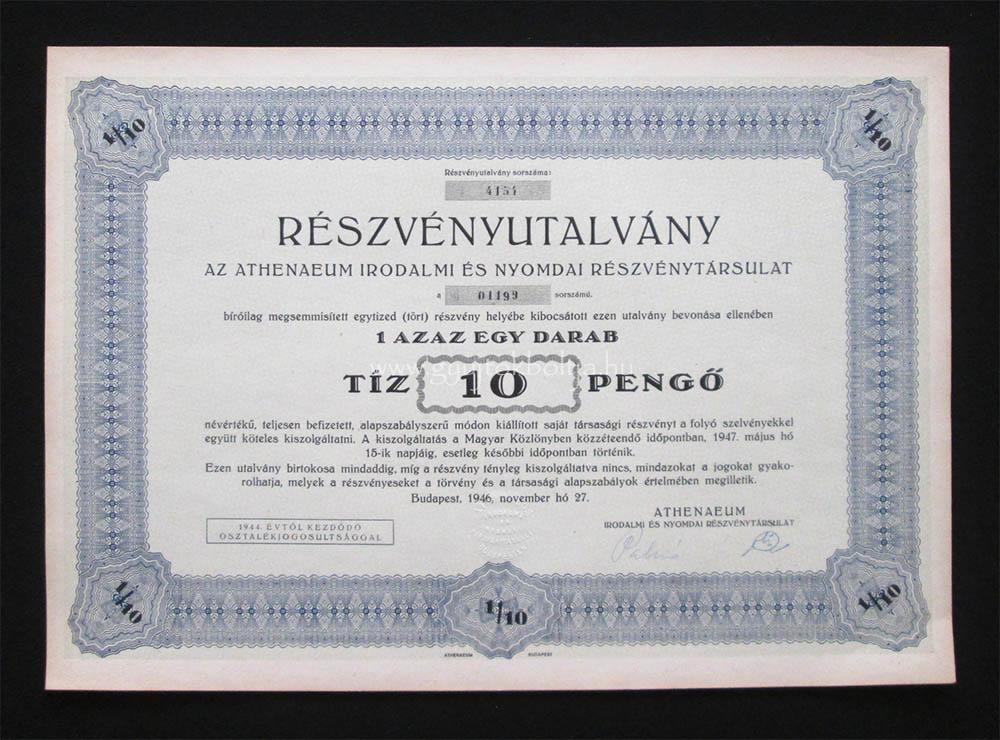 1/10
1/10
Részvényutalvány sorszáma:
4151
RÉSZVÉNYUTALVÁNY
AZ ATHENAEUM IRODALMI ÉS NYOMDAI RÉSZVÉNYTÁRSULAT
a 01199 sorszámú.
bíróilag megsemmisített egytized (tört) részvény helyébe kibocsátott ezen utalvány bevonása ellenében
1 AZAZ EGY DARAB
TÍZ 10 PENGŐ
névértékű, teljesen befizetett, alapszabályszerű módon kiállított saját társasági részvényt a folyó szelvényekkel
együtt köteles kiszolgáltatni. A kiszolgáltatás a Magyar Közlönyben közzéteendő időpontban, 1947. május hó
15-ik napjáig, esetleg későbbi időpontban történik.
Ezen utalvány birtokosa mindaddig, míg a részvény tényleg kiszolgáltatva nincs, mindazokat a jogokat gyako-
rolhatja, melyek a részvényeseket a törvény és a társasági alapszabályok értelmében megilletik.
Budapest, 1946, november hó 27.
ATHENAEUM
IRODALMI ÉS NYOMDAI RÉSZVÉNYTÁRSULAT
1944. ÉVTŐL KEZDŐDŐ
OSZTALÉKJOGOSULTSÁGGAL
1/10
1/10
1/10
ATHENAEUM BUDAPEST